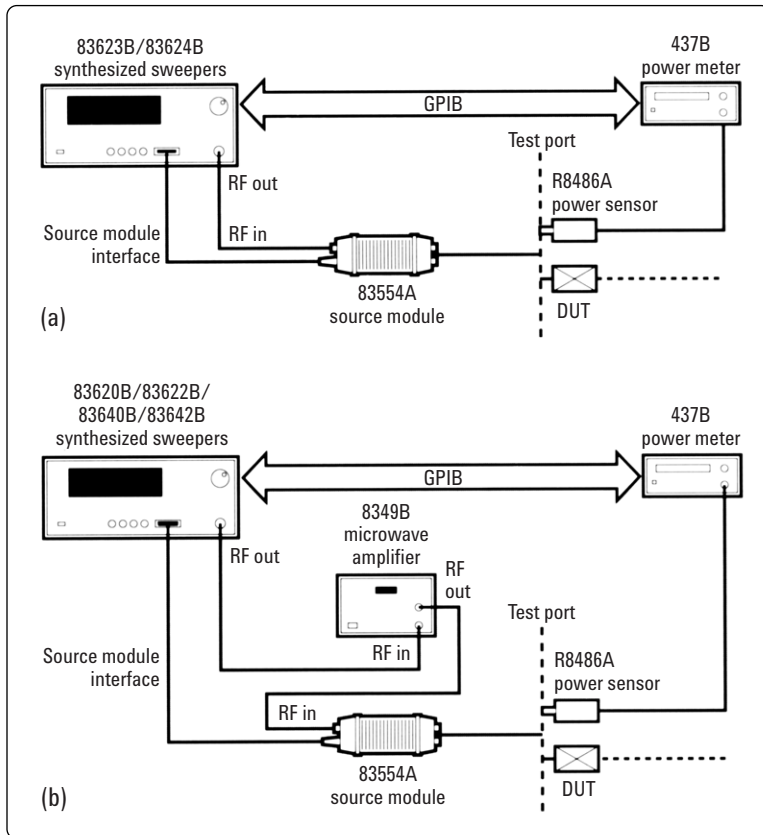 83623B/83624B
synthesized sweepers
437B
power meter
GPIB
Test port
RF out
R8486A
power sensor
Source module
interface
RF in
83554A
source module
DUT
(a)
83620B/83622B/
83640B/83642B
synthesized sweepers
437B
power meter
GPIB
8349B
microwave
amplifier
RF out
RF
out
Test port
RF in
Source module
interface
R8486A
power sensor
RF in
83554A
source module
DUT
(b)